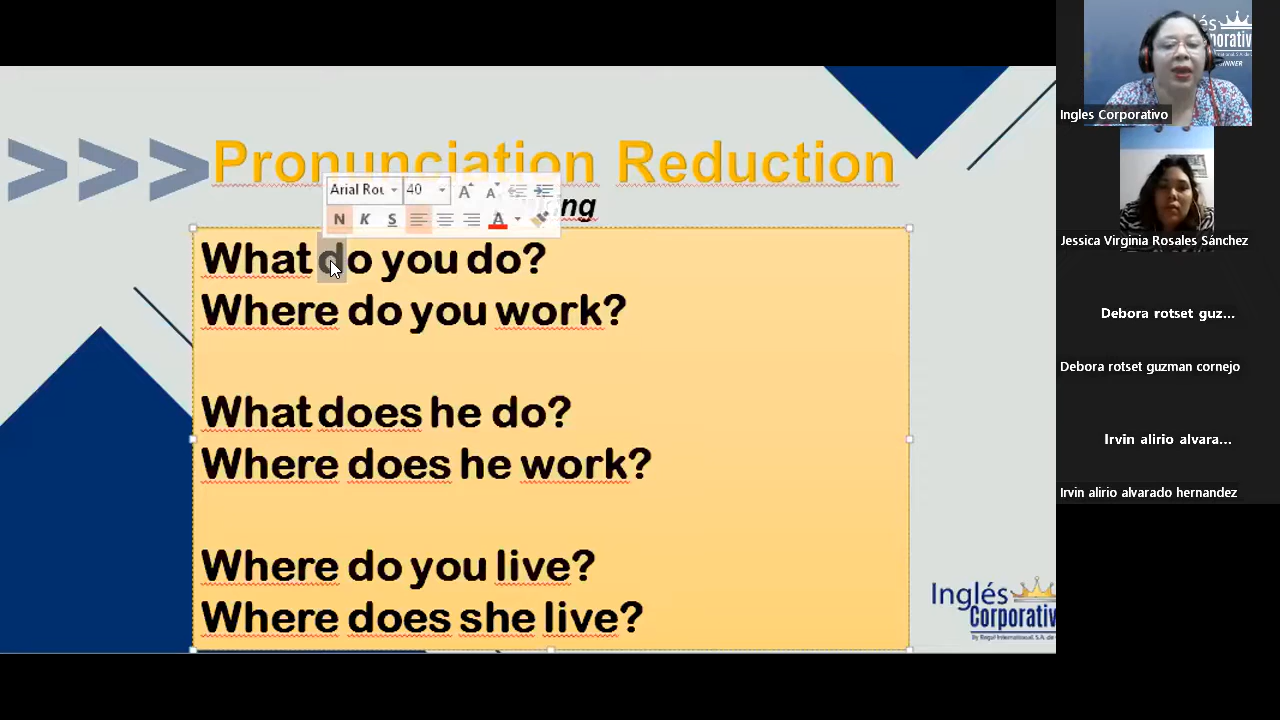 >>> Pronunciation Reduction
Arial Rou 40
N K S A
What do you do?
Where do you work?
What does he do?
Where does he work?
Where do you live?
Where does she live?
Inglés
Corporativo
Ingles Corporativo
Jessica Virginia Rosales Sánchez
Debora rotset guz...
Debora rotset guzman cornejo
Irvin alirio alvara...
Irvin alirio alvarado hernandez